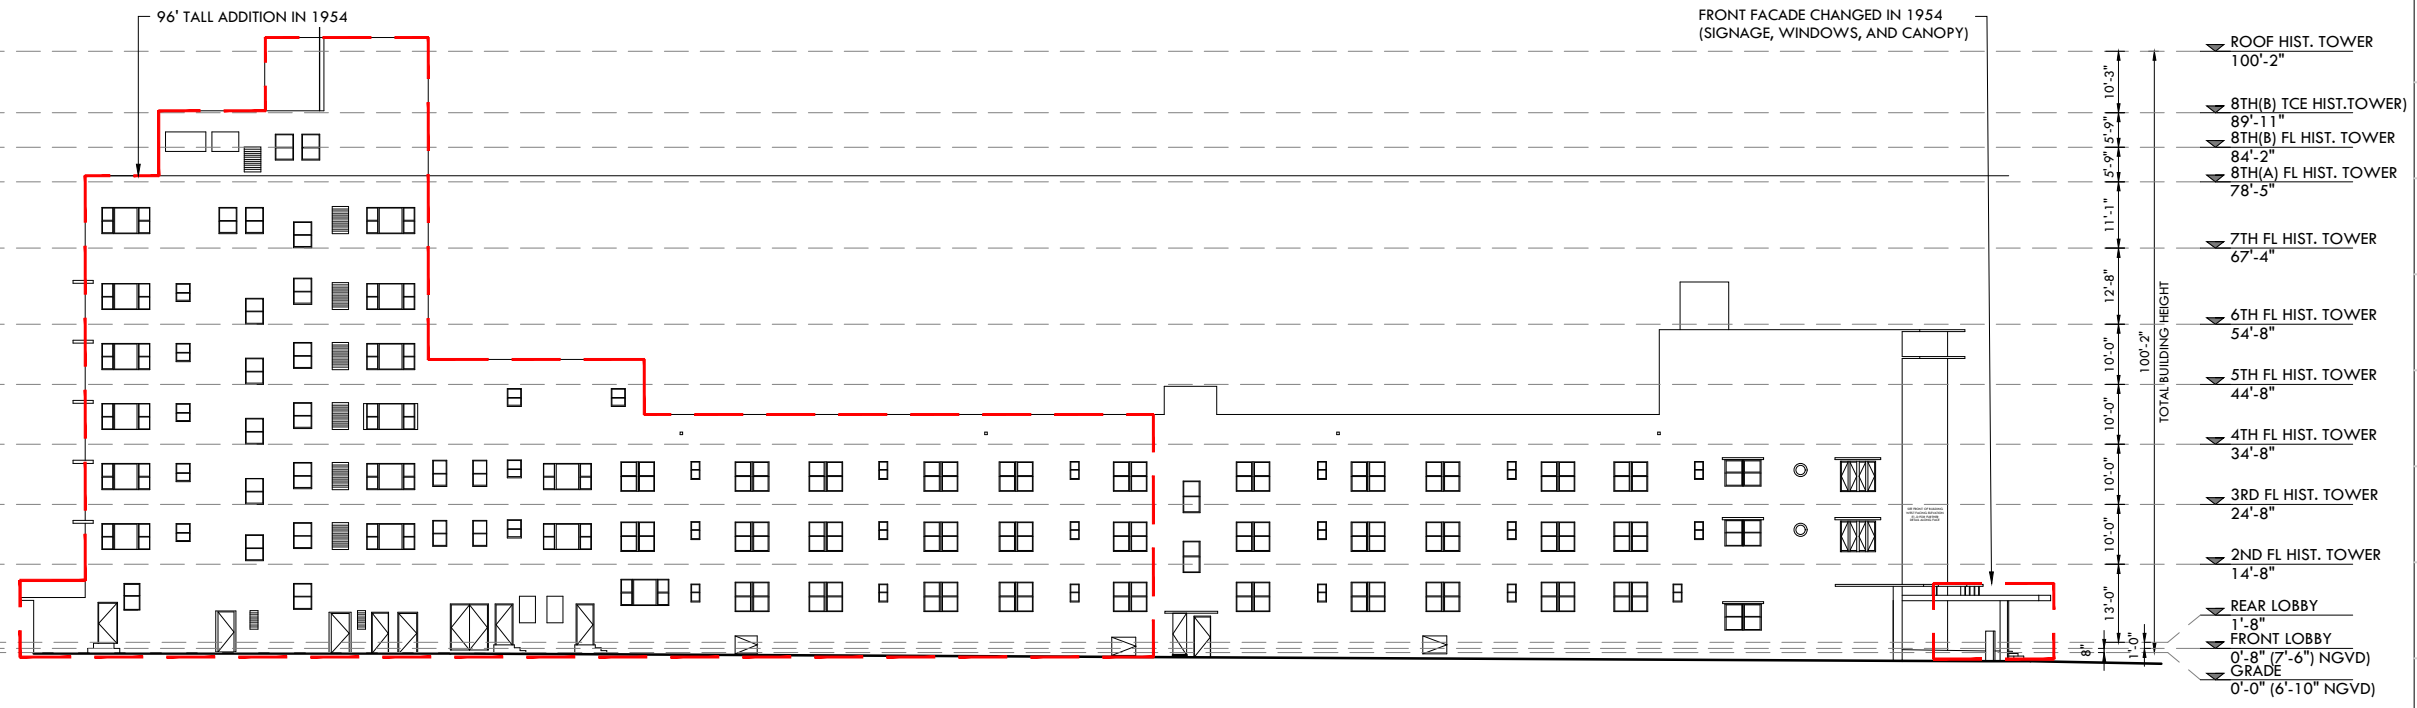 96' TALL ADDITION IN 1954
FRONT FACADE CHANGED IN 1954
(SIGNAGE, WINDOWS, AND CANOPY)
ROOF HIST. TOWER
100'-2"
8TH(B) TCE HIST.TOWER)
89'-11"
8TH(B) FL HIST. TOWER
84'-2"
8TH(A) FL HIST. TOWER
78'-5"
7TH FL HIST. TOWER
67'-4"
6TH FL HIST. TOWER
54'-8"
5TH FL HIST. TOWER
44'-8"
4TH FL HIST. TOWER
34'-8"
3RD FL HIST. TOWER
24'-8"
2ND FL HIST. TOWER
14'-8"
REAR LOBBY
1'-8"
FRONT LOBBY
0'-8" (7'-6") NGVD)
GRADE
0'-0" (6'-10" NGVD)
10'-3"
5'-9"
5'-9"
11'-1"
12'-8"
10'-0"
10'-0"
10'-0"
10'-0"
13'-0"
8"
1'-0"
100'-2"
TOTAL BUILDING HEIGHT